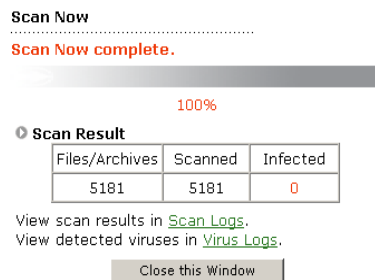 Scan Now
Scan Now complete.
100%
Scan Result
Files/Archives Scanned Infected
5181 5181 0
View scan results in Scan Logs.
View detected viruses in Virus Logs.
Close this Window